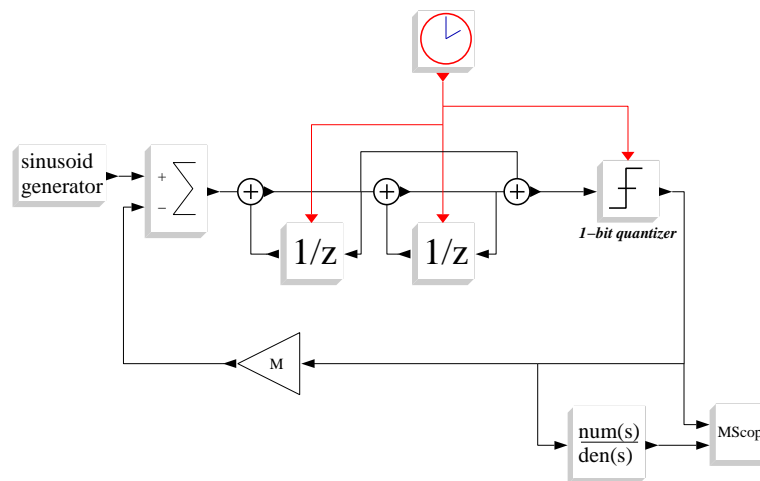 sinusoid
generator
+
−
∑
+
+
+
1−bit quantizer
1/z
1/z
M
num(s)
den(s)
MScop